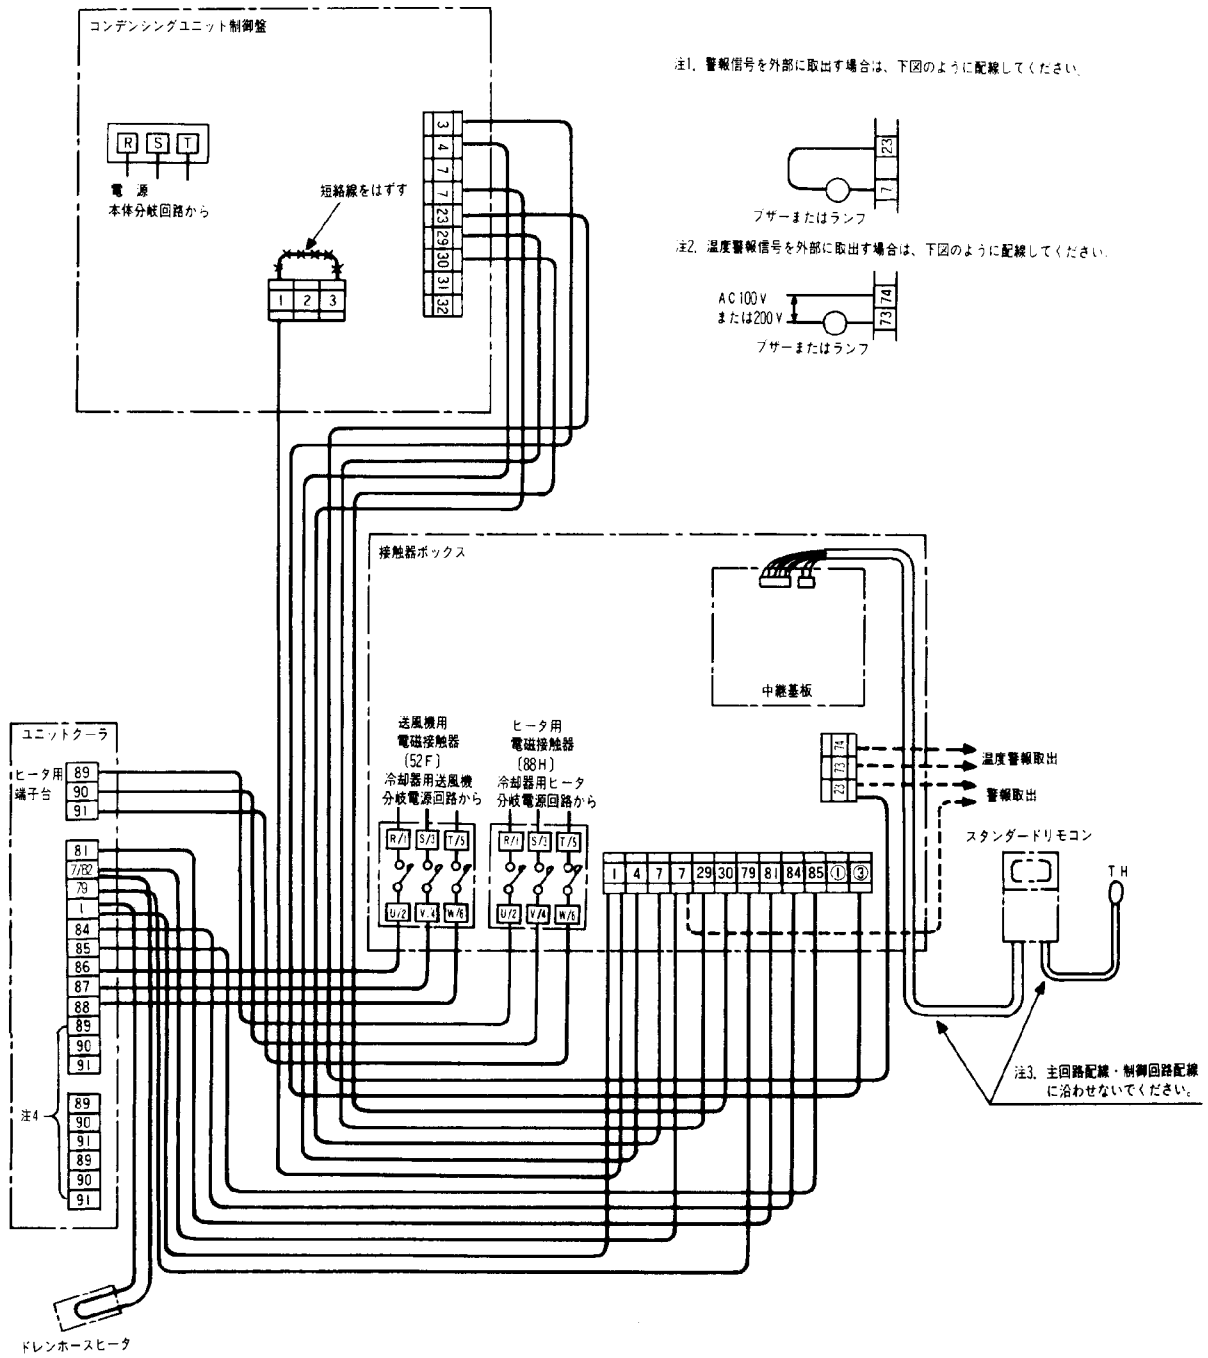 コンデンシングユニット制御盤
R S T
電 源
本体分岐回路から
短絡線をはずす
1 2 3
3
4
7
7
23
29
30
31
32
注1. 警報信号を外部に取出す場合は、下図のように配線してください.
23
7
ブザーまたはランプ
注2. 温度警報信号を外部に取出す場合は、下図のように配線してください.
AC100V
または200V
74
73
ブザーまたはランプ
接触器ボックス
中継基板
送風機用
電磁接触器
(52F)
冷却器用送風機
分岐電源回路から
R/1 S/3 T/5
U/2 V/4 W/6
ヒータ用
電磁接触器
(88H)
冷却器用ヒータ
分岐電源回路から
R/1 S/3 T/5
U/2 V/4 W/6
74
73
23
温度警報取出
警報取出
1 4 7 7 29 30 79 81 84 85 ① ③
スタンダードリモコン
TH
注3. 主回路配線・制御回路配線
に沿わせないでください。
ユニットクーラ
ヒータ用
端子台
89
90
91
81
7/82
79
1
84
85
86
87
88
89
90
91
注4
89
90
91
89
90
91
ドレンホースヒータ